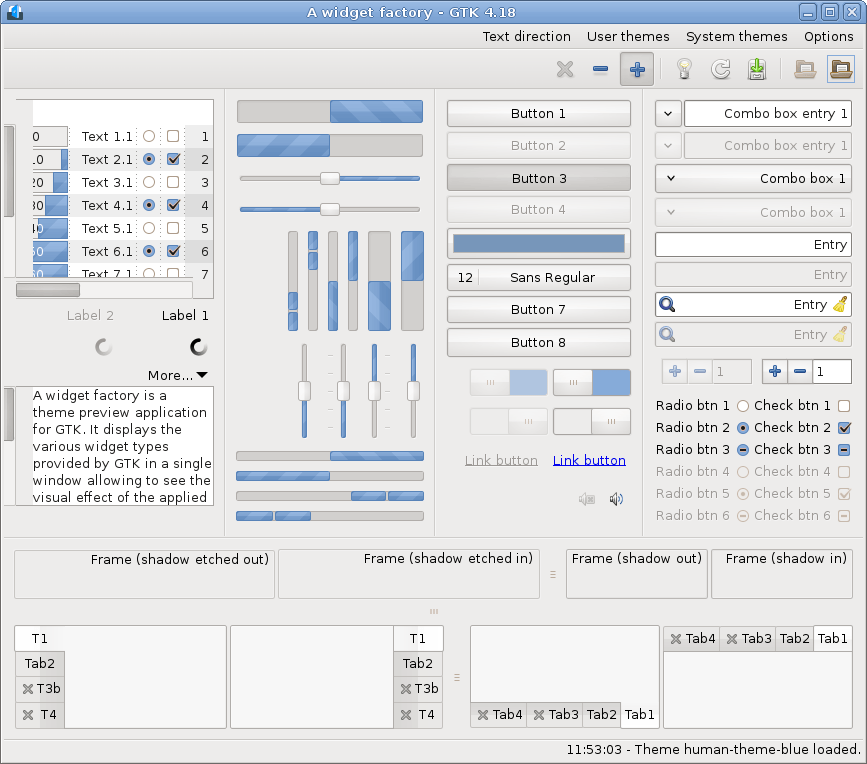 A widget factory - GTK 4.18
Text direction User themes System themes Options
0 Text 1.1 1
10 Text 2.1 2
20 Text 3.1 3
30 Text 4.1 4
40 Text 5.1 5
50 Text 6.1 6
60 Text 7.1 7
Label 2 Label 1
More...
A widget factory is a
theme preview application
for GTK. It displays the
various widget types
provided by GTK in a single
window allowing to see the
visual effect of the applied
Button 1
Button 2
Button 3
Button 4
12 Sans Regular
Button 7
Button 8
Link button Link button
Combo box entry 1
Combo box entry 1
Combo box 1
Combo box 1
Entry
Entry
Entry
Entry
1 1
Radio btn 1 Check btn 1
Radio btn 2 Check btn 2
Radio btn 3 Check btn 3
Radio btn 4 Check btn 4
Radio btn 5 Check btn 5
Radio btn 6 Check btn 6
Frame (shadow etched out) Frame (shadow etched in) Frame (shadow out) Frame (shadow in)
T1
Tab2
T3b
T4
T1
Tab2
T3b
T4
Tab4 Tab3 Tab2 Tab1
Tab4 Tab3 Tab2 Tab1
11:53:03 - Theme human-theme-blue loaded.